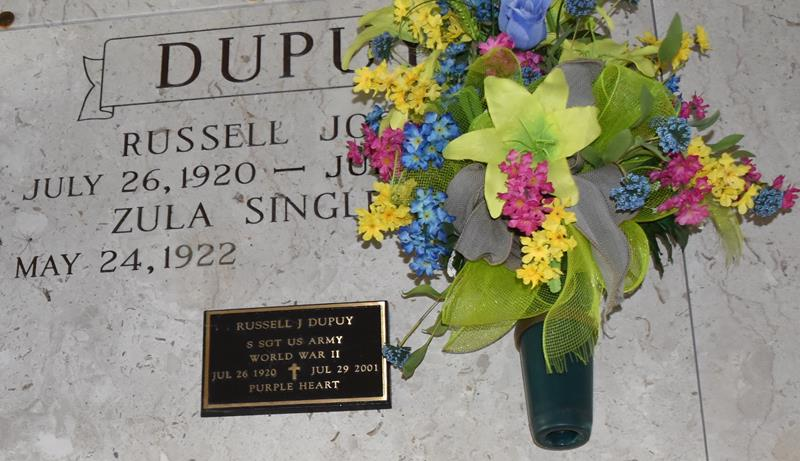 DUPU
RUSSELL JO
JULY 26, 1920 — JU
ZULA SINGLE
MAY 24, 1922
RUSSELL J DUPUY
S SGT US ARMY
WORLD WAR II
JUL 26 1920 JUL 29 2001
PURPLE HEART